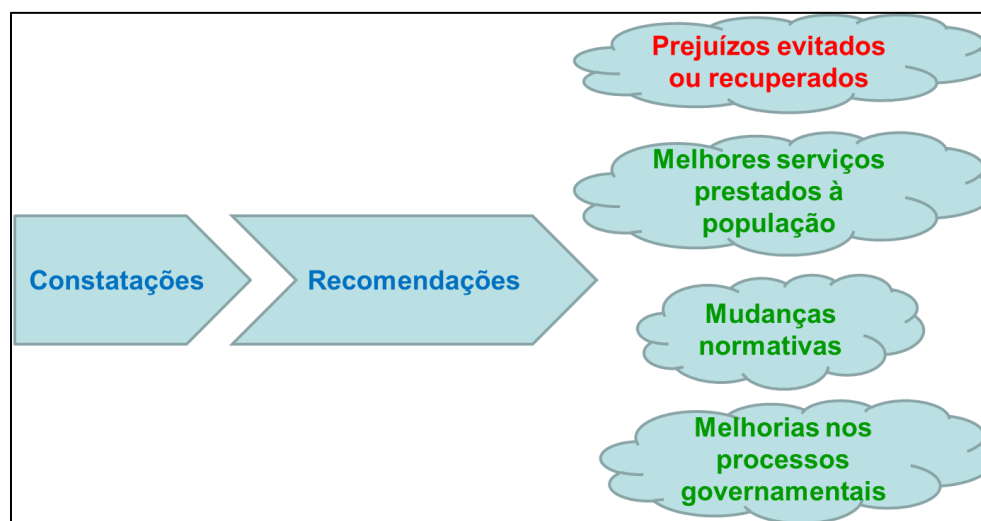 Prejuízos evitados
ou recuperados
Melhores serviços
prestados à
população
Constatações
Recomendações
Mudanças
normativas
Melhorias nos
processos
governamentais